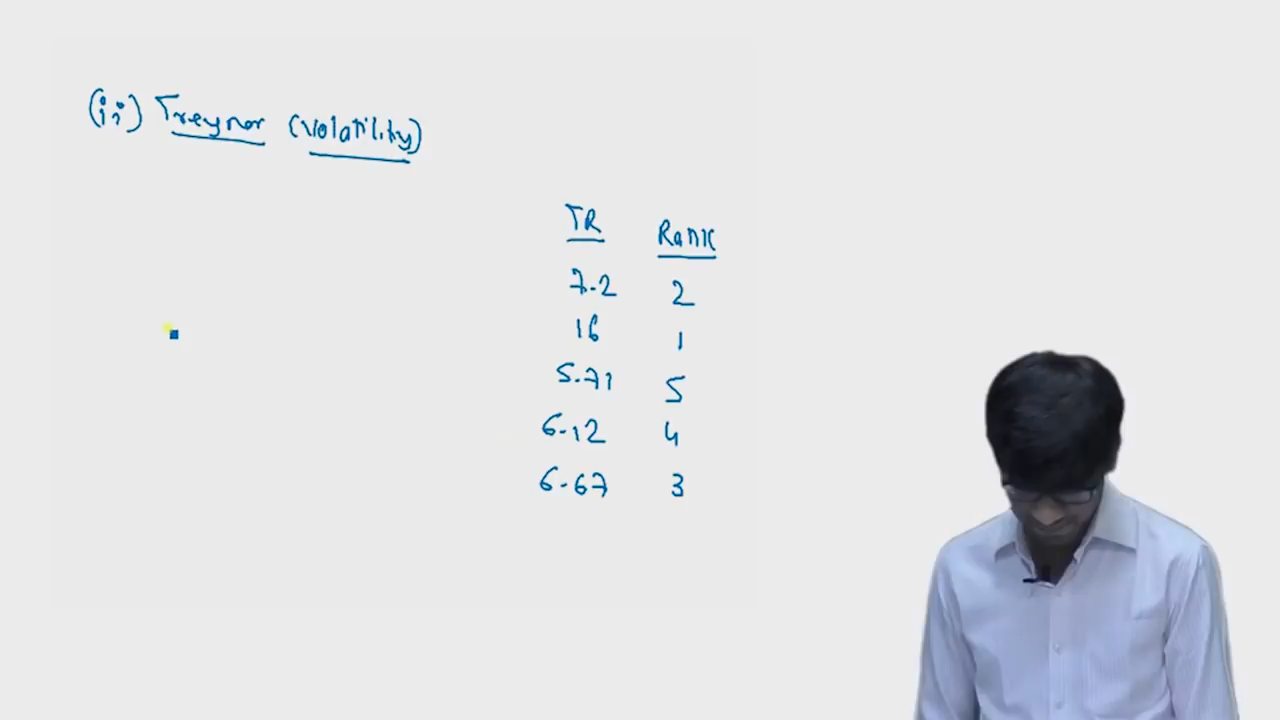 (ii) Treynor (Volatility)
TR Rank
7.2 2
16 1
5.71 5
6.12 4
6.67 3